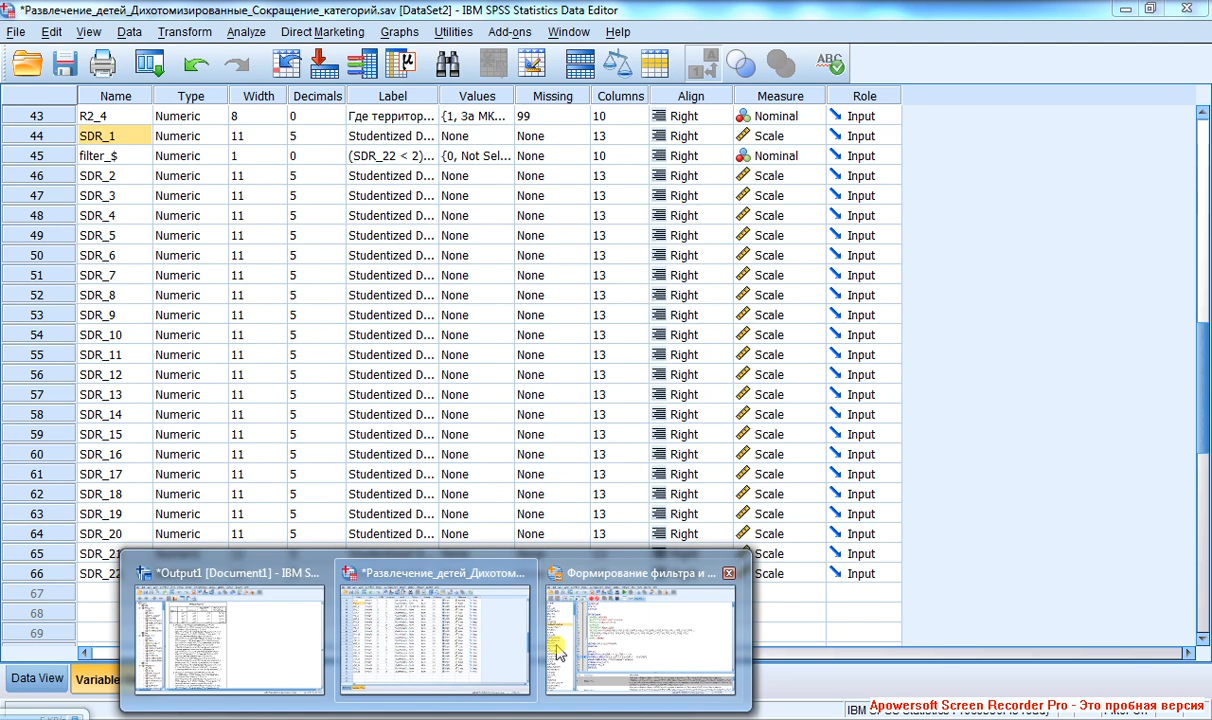 *Развлечение_детей_Дихотомизированные_Сокращение_категорий.sav [DataSet2] - IBM SPSS Statistics Data Editor
File Edit View Data Transform Analyze Direct Marketing Graphs Utilities Add-ons Window Help
Name Type Width Decimals Label Values Missing Columns Align Measure Role
43 R2_4 Numeric 8 0 Где территор... {1, За МК... 99 10 Right Nominal Input
44 SDR_1 Numeric 11 5 Studentized D... None None 13 Right Scale Input
45 filter_$ Numeric 1 0 (SDR_22 < 2)... {0, Not Sel... None 10 Right Nominal Input
46 SDR_2 Numeric 11 5 Studentized D... None None 13 Right Scale Input
47 SDR_3 Numeric 11 5 Studentized D... None None 13 Right Scale Input
48 SDR_4 Numeric 11 5 Studentized D... None None 13 Right Scale Input
49 SDR_5 Numeric 11 5 Studentized D... None None 13 Right Scale Input
50 SDR_6 Numeric 11 5 Studentized D... None None 13 Right Scale Input
51 SDR_7 Numeric 11 5 Studentized D... None None 13 Right Scale Input
52 SDR_8 Numeric 11 5 Studentized D... None None 13 Right Scale Input
53 SDR_9 Numeric 11 5 Studentized D... None None 13 Right Scale Input
54 SDR_10 Numeric 11 5 Studentized D... None None 13 Right Scale Input
55 SDR_11 Numeric 11 5 Studentized D... None None 13 Right Scale Input
56 SDR_12 Numeric 11 5 Studentized D... None None 13 Right Scale Input
57 SDR_13 Numeric 11 5 Studentized D... None None 13 Right Scale Input
58 SDR_14 Numeric 11 5 Studentized D... None None 13 Right Scale Input
59 SDR_15 Numeric 11 5 Studentized D... None None 13 Right Scale Input
60 SDR_16 Numeric 11 5 Studentized D... None None 13 Right Scale Input
61 SDR_17 Numeric 11 5 Studentized D... None None 13 Right Scale Input
62 SDR_18 Numeric 11 5 Studentized D... None None 13 Right Scale Input
63 SDR_19 Numeric 11 5 Studentized D... None None 13 Right Scale Input
64 SDR_20 Numeric 11 5 Studentized D... None None 13 Right Scale Input
65 SDR_21 Scale Input
66 SDR_22 Scale Input
67
68
69
*Output1 [Document1] - IBM S... *Развлечение_детей_Дихотом... Формирование фильтра и ...
Data View Variable
Apowersoft Screen Recorder Pro - Это пробная версия